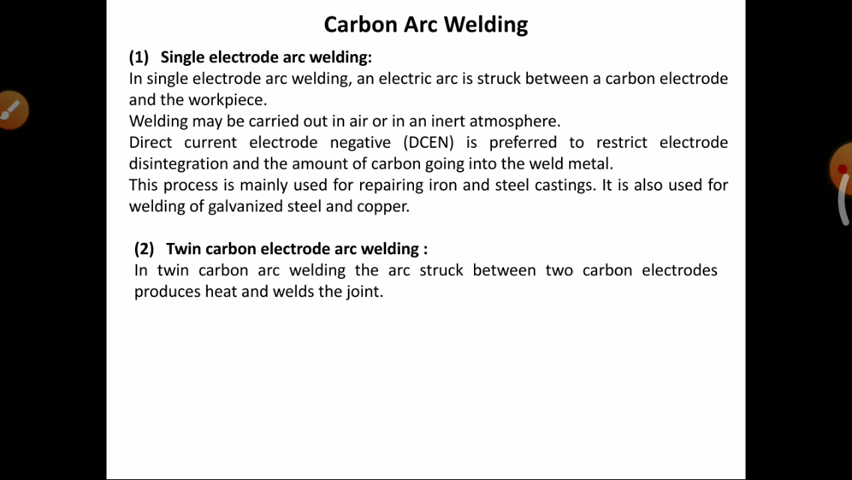 Carbon Arc Welding
(1) Single electrode arc welding:
In single electrode arc welding, an electric arc is struck between a carbon electrode
and the workpiece.
Welding may be carried out in air or in an inert atmosphere.
Direct current electrode negative (DCEN) is preferred to restrict electrode
disintegration and the amount of carbon going into the weld metal.
This process is mainly used for repairing iron and steel castings. It is also used for
welding of galvanized steel and copper.
(2) Twin carbon electrode arc welding :
In twin carbon arc welding the arc struck between two carbon electrodes
produces heat and welds the joint.